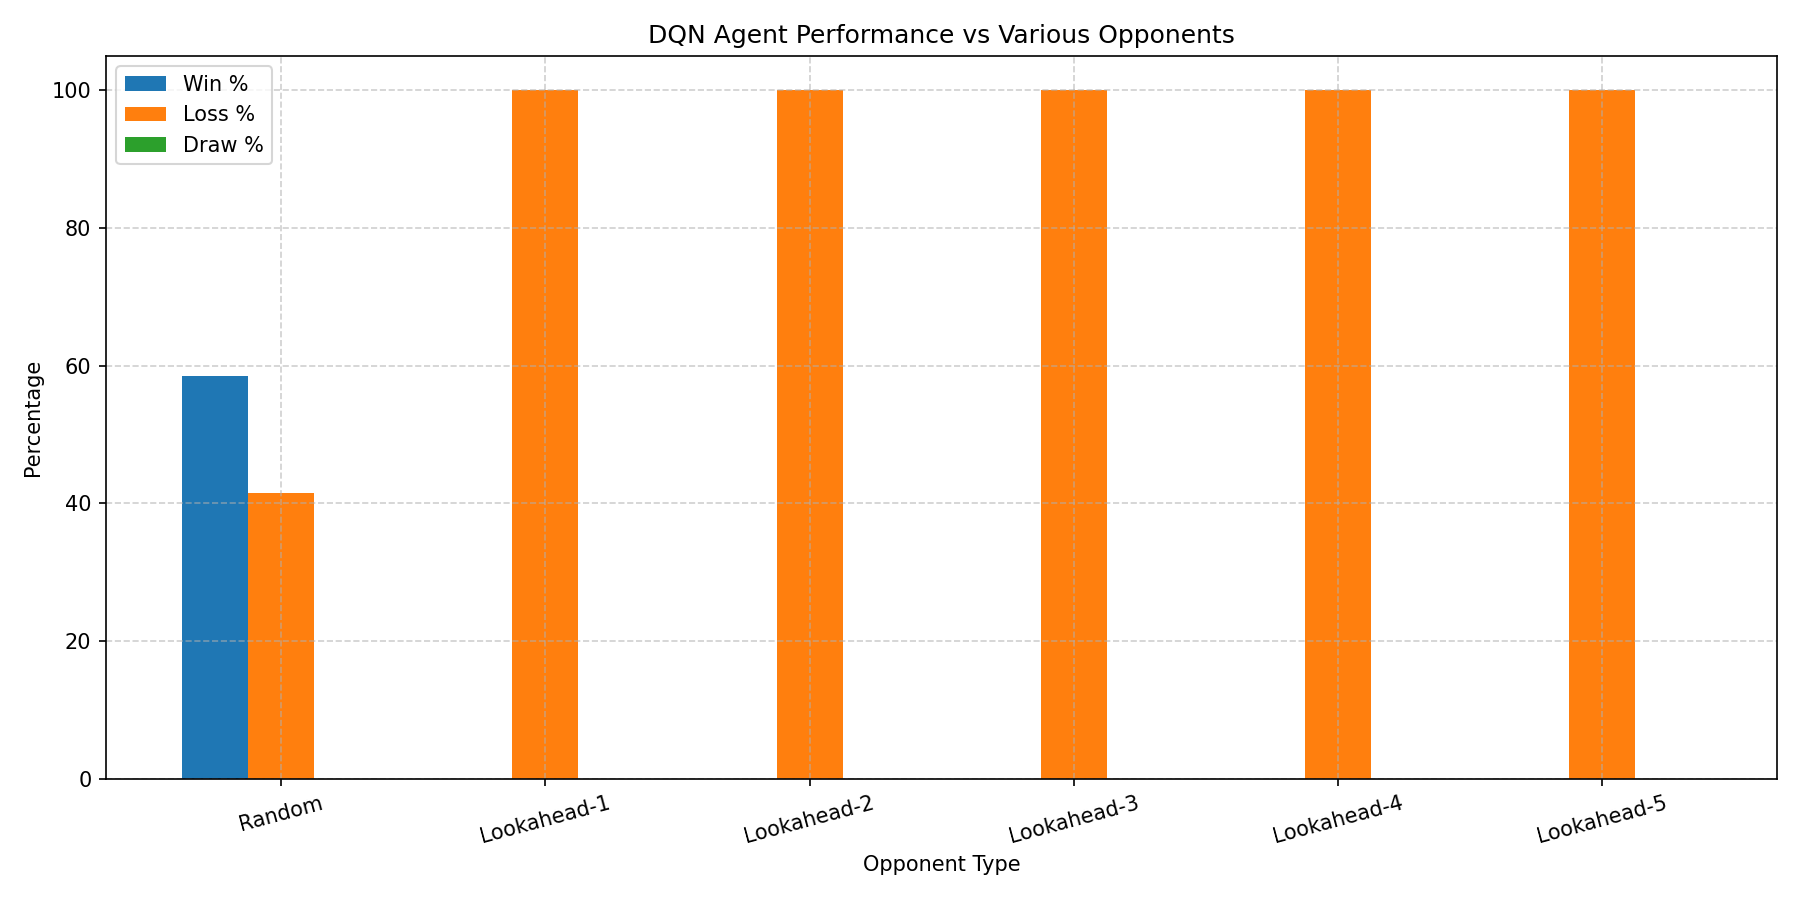 DQN Agent Performance vs Various Opponents
Win %
Loss %
Draw %
100
80
60
40
20
0
Percentage
Random
Lookahead-1
Lookahead-2
Lookahead-3
Lookahead-4
Lookahead-5
Opponent Type